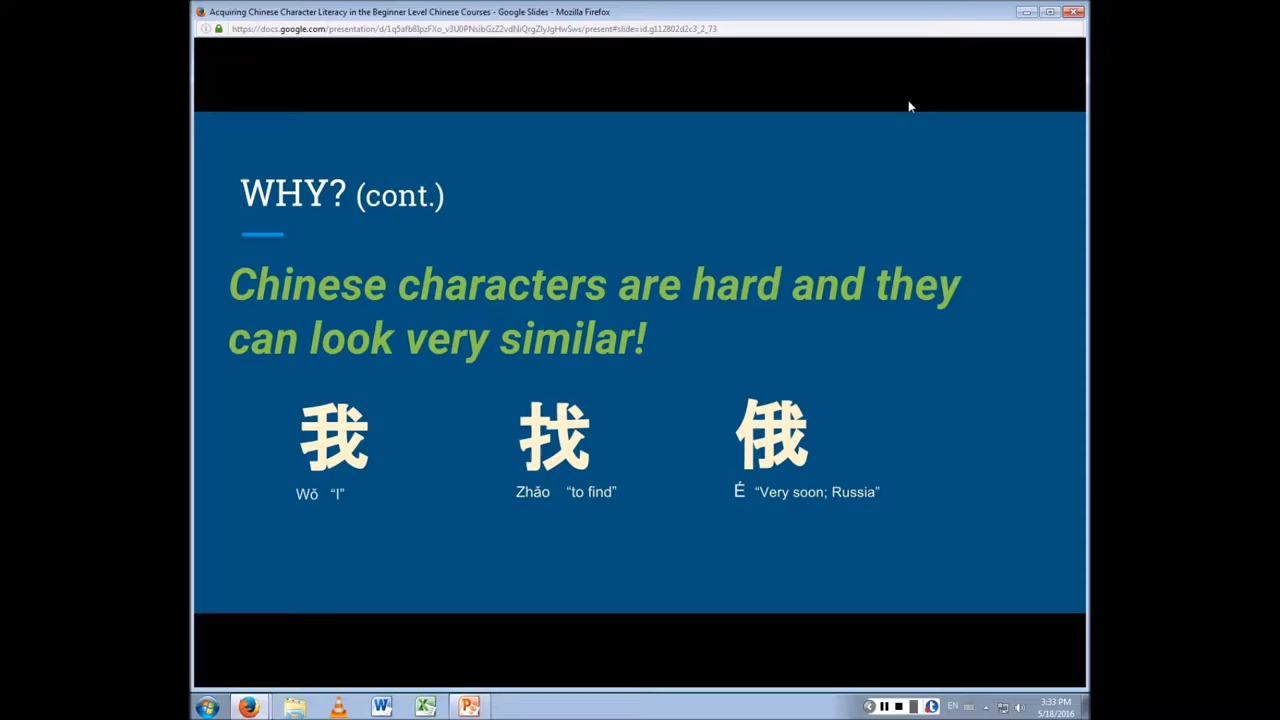 Acquiring Chinese Character Literacy in the Beginner Level Chinese Courses - Google Slides - Mozilla Firefox
WHY? (cont.)
Chinese characters are hard and they
can look very similar!
我 找 俄
Wǒ “I” Zhǎo “to find” É “Very soon; Russia”
EN
3:33 PM
5/18/2016